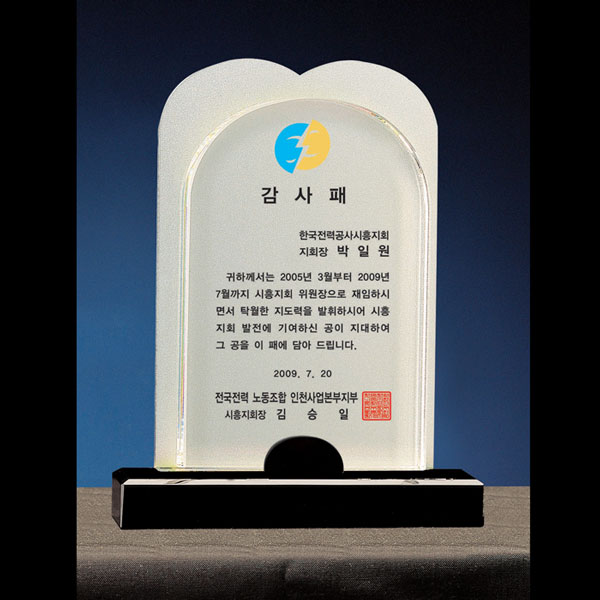 감 사 패
한국전력공사시흥지회
지회장 박 일 원
귀하께서는 2005년 3월부터 2009년
7월까지 시흥지회 위원장으로 재임하시
면서 탁월한 지도력을 발휘하시어 시흥
지회 발전에 기여하신 공이 지대하여
그 공을 이 패에 담아 드립니다.
2009. 7. 20
전국전력 노동조합 인천사업본부지부
시흥지회장 김 승 일